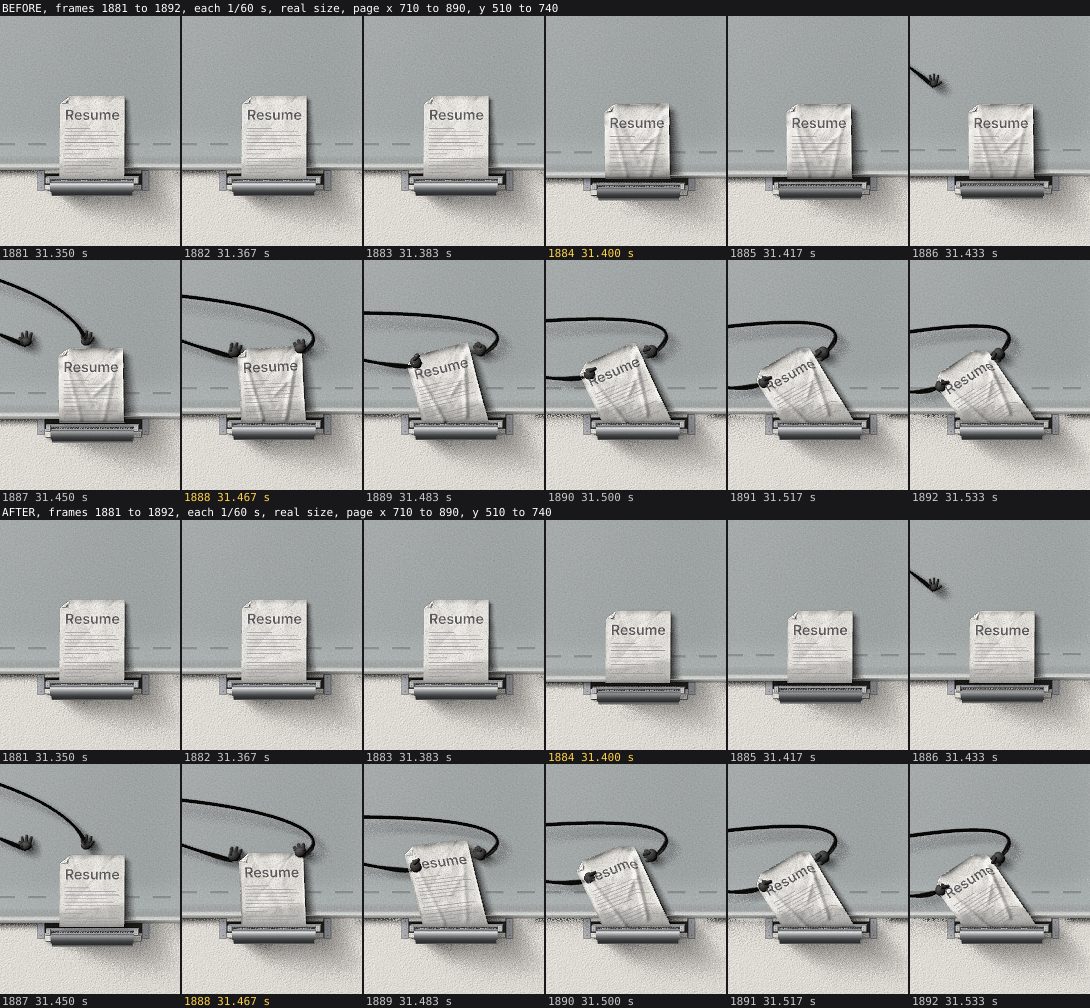 BEFORE, frames 1881 to 1892, each 1/60 s, real size, page x 710 to 890, y 510 to 740
Resume
Resume
Resume
Resume
Resume
Resume
1881 31.350 s
1882 31.367 s
1883 31.383 s
1884 31.400 s
1885 31.417 s
1886 31.433 s
Resume
Resume
Resume
Resume
Resume
Resume
1887 31.450 s
1888 31.467 s
1889 31.483 s
1890 31.500 s
1891 31.517 s
1892 31.533 s
AFTER, frames 1881 to 1892, each 1/60 s, real size, page x 710 to 890, y 510 to 740
Resume
Resume
Resume
Resume
Resume
Resume
1881 31.350 s
1882 31.367 s
1883 31.383 s
1884 31.400 s
1885 31.417 s
1886 31.433 s
Resume
Resume
esume
esume
Resume
Resume
1887 31.450 s
1888 31.467 s
1889 31.483 s
1890 31.500 s
1891 31.517 s
1892 31.533 s